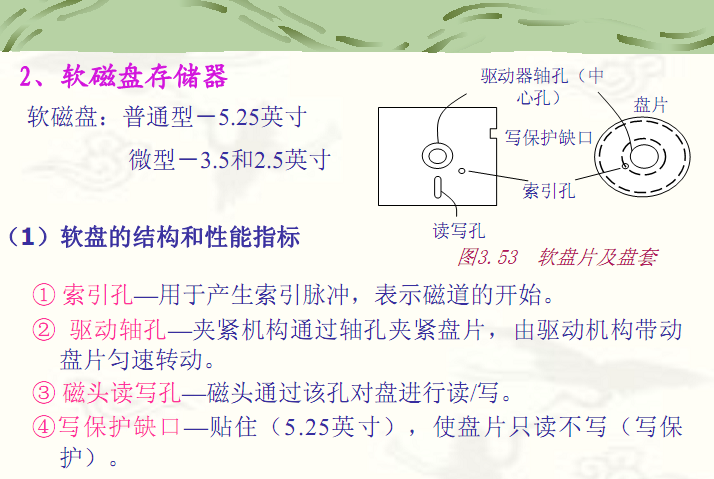 2、软磁盘存储器
软磁盘：普通型－5.25英寸
微型－3.5和2.5英寸
驱动器轴孔（中
心孔）
盘片
写保护缺口
索引孔
读写孔
图3.53 软盘片及盘套
（1）软盘的结构和性能指标
① 索引孔—用于产生索引脉冲，表示磁道的开始。
② 驱动轴孔—夹紧机构通过轴孔夹紧盘片，由驱动机构带动
盘片匀速转动。
③ 磁头读写孔—磁头通过该孔对盘进行读/写。
④写保护缺口—贴住（5.25英寸），使盘片只读不写（写保
护）。